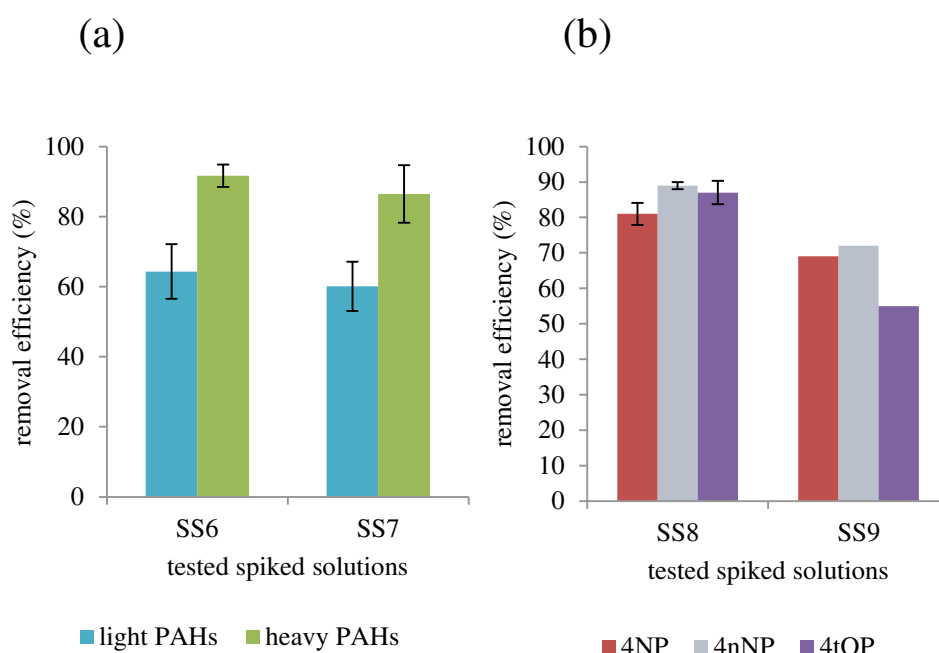 (a)
(b)
removal efficiency (%)
100
80
60
40
20
0
SS6 SS7
tested spiked solutions
light PAHs heavy PAHs
removal efficiency (%)
100
90
80
70
60
50
40
30
20
10
0
SS8 SS9
tested spiked solutions
4NP 4nNP 4tOP